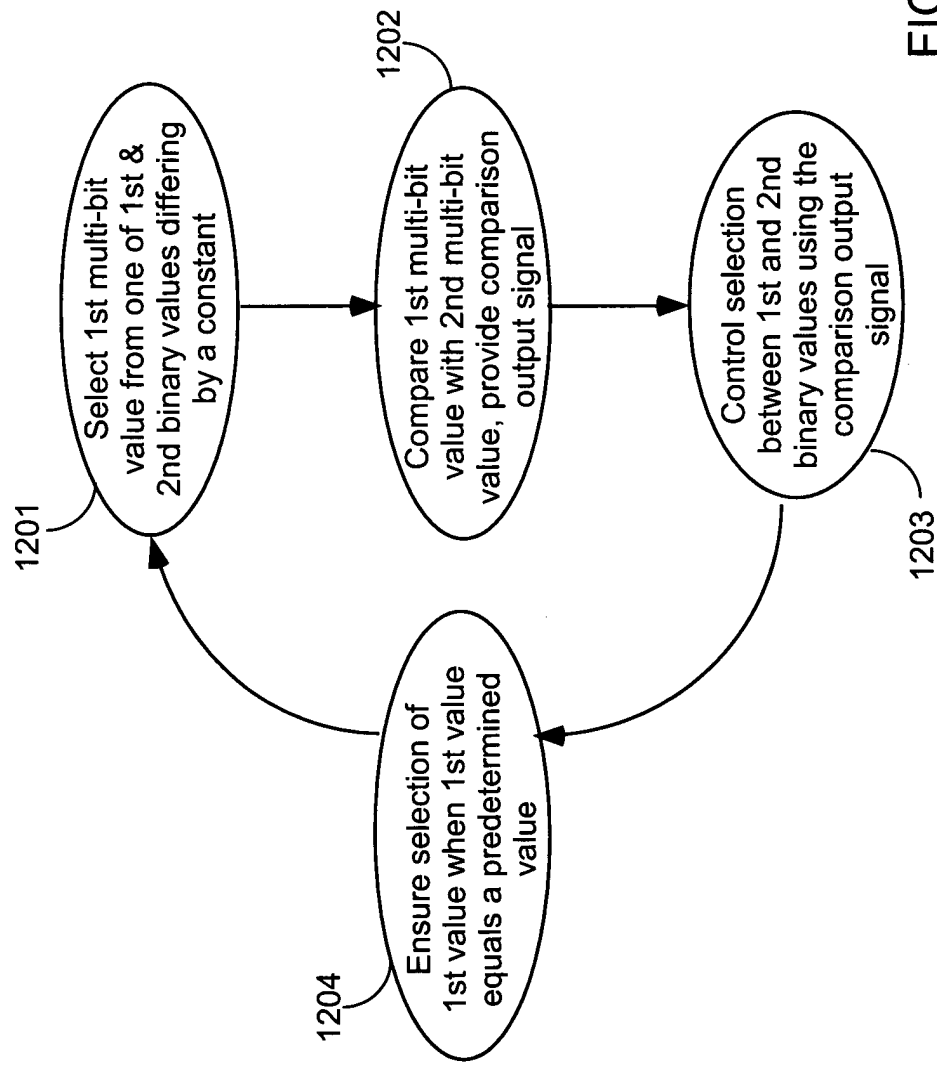 1201
Select 1st multi-bit
value from one of 1st &
2nd binary values differing
by a constant
1202
Compare 1st multi-bit
value with 2nd multi-bit
value, provide comparison
output signal
1203
Control selection
between 1st and 2nd
binary values using the
comparison output
signal
1204
Ensure selection of
1st value when 1st value
equals a predetermined
value